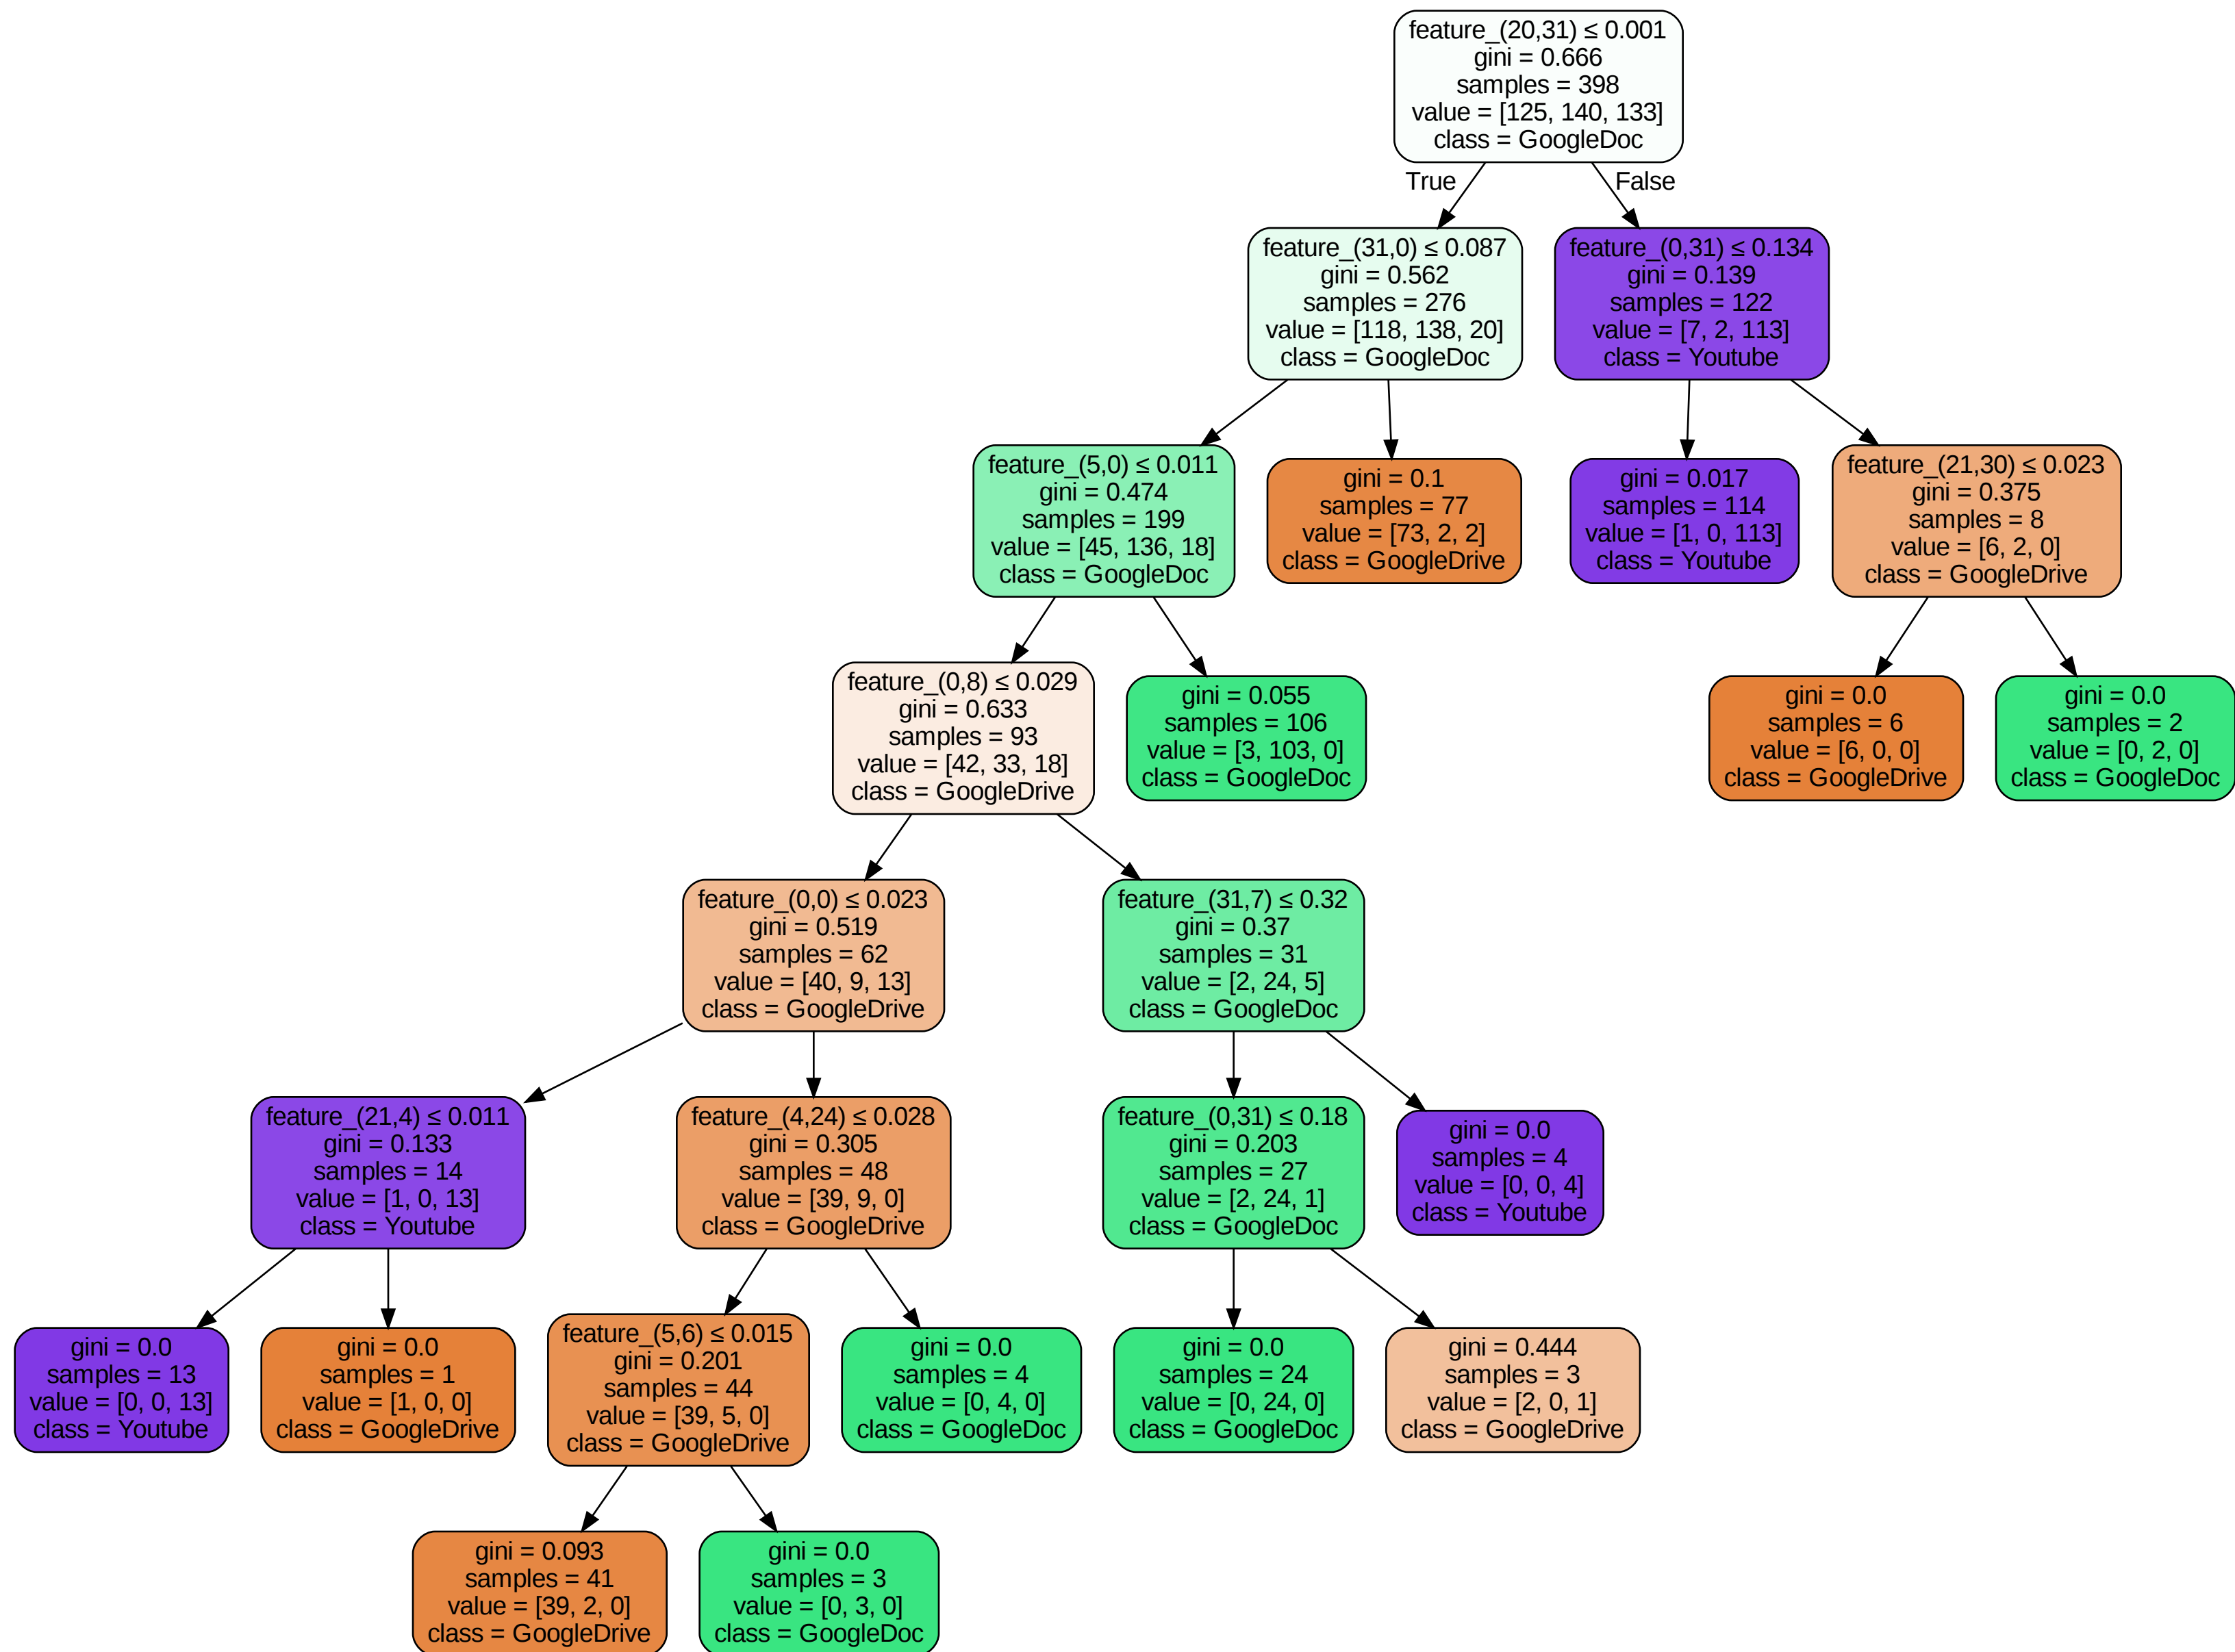 feature_(20,31) ≤ 0.001
gini = 0.666
samples = 398
value = [125, 140, 133]
class = GoogleDoc
True
False
feature_(31,0) ≤ 0.087
gini = 0.562
samples = 276
value = [118, 138, 20]
class = GoogleDoc
feature_(0,31) ≤ 0.134
gini = 0.139
samples = 122
value = [7, 2, 113]
class = Youtube
feature_(5,0) ≤ 0.011
gini = 0.474
samples = 199
value = [45, 136, 18]
class = GoogleDoc
gini = 0.1
samples = 77
value = [73, 2, 2]
class = GoogleDrive
gini = 0.017
samples = 114
value = [1, 0, 113]
class = Youtube
feature_(21,30) ≤ 0.023
gini = 0.375
samples = 8
value = [6, 2, 0]
class = GoogleDrive
feature_(0,8) ≤ 0.029
gini = 0.633
samples = 93
value = [42, 33, 18]
class = GoogleDrive
gini = 0.055
samples = 106
value = [3, 103, 0]
class = GoogleDoc
gini = 0.0
samples = 6
value = [6, 0, 0]
class = GoogleDrive
gini = 0.0
samples = 2
value = [0, 2, 0]
class = GoogleDoc
feature_(0,0) ≤ 0.023
gini = 0.519
samples = 62
value = [40, 9, 13]
class = GoogleDrive
feature_(31,7) ≤ 0.32
gini = 0.37
samples = 31
value = [2, 24, 5]
class = GoogleDoc
feature_(21,4) ≤ 0.011
gini = 0.133
samples = 14
value = [1, 0, 13]
class = Youtube
feature_(4,24) ≤ 0.028
gini = 0.305
samples = 48
value = [39, 9, 0]
class = GoogleDrive
feature_(0,31) ≤ 0.18
gini = 0.203
samples = 27
value = [2, 24, 1]
class = GoogleDoc
gini = 0.0
samples = 4
value = [0, 0, 4]
class = Youtube
gini = 0.0
samples = 13
value = [0, 0, 13]
class = Youtube
gini = 0.0
samples = 1
value = [1, 0, 0]
class = GoogleDrive
feature_(5,6) ≤ 0.015
gini = 0.201
samples = 44
value = [39, 5, 0]
class = GoogleDrive
gini = 0.0
samples = 4
value = [0, 4, 0]
class = GoogleDoc
gini = 0.0
samples = 24
value = [0, 24, 0]
class = GoogleDoc
gini = 0.444
samples = 3
value = [2, 0, 1]
class = GoogleDrive
gini = 0.093
samples = 41
value = [39, 2, 0]
class = GoogleDrive
gini = 0.0
samples = 3
value = [0, 3, 0]
class = GoogleDoc